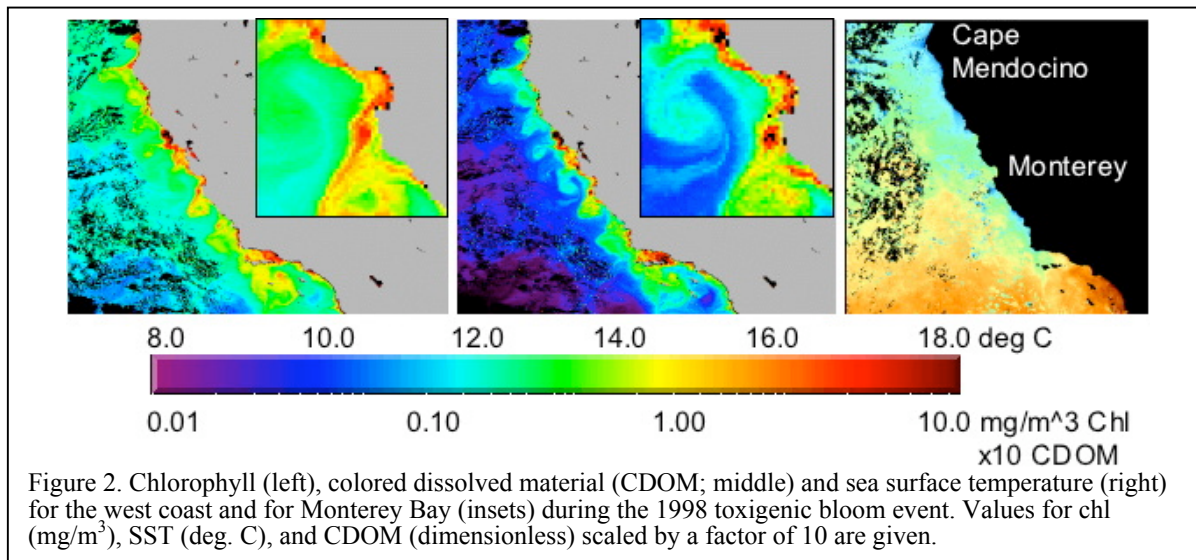 Cape
Mendocino
Monterey
8.0 10.0 12.0 14.0 16.0 18.0 deg C
0.01 0.10 1.00 10.0 mg/m^3 Chl
x10 CDOM
Figure 2. Chlorophyll (left), colored dissolved material (CDOM; middle) and sea surface temperature (right)
for the west coast and for Monterey Bay (insets) during the 1998 toxigenic bloom event. Values for chl
(mg/m³), SST (deg. C), and CDOM (dimensionless) scaled by a factor of 10 are given.